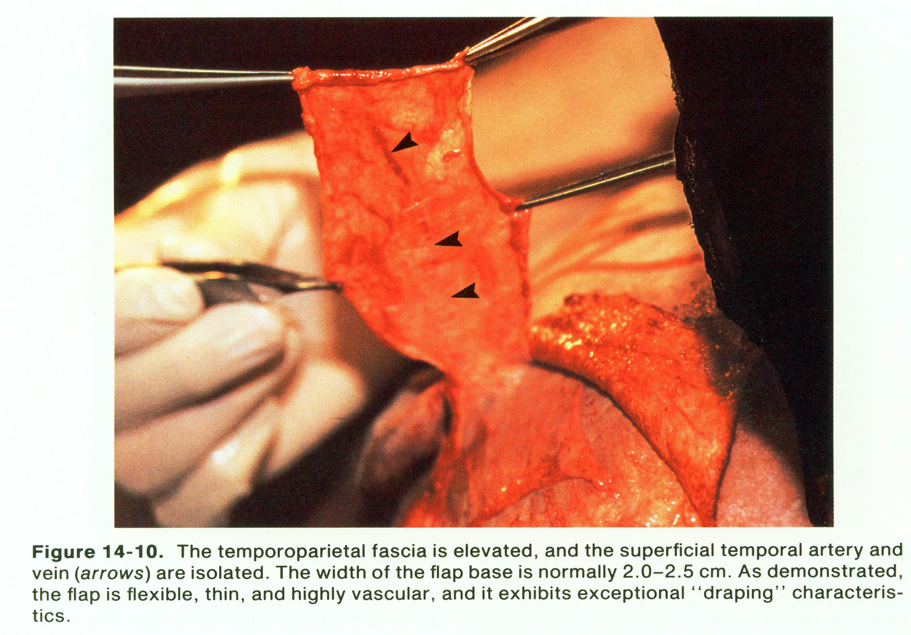 Figure 14-10. The temporoparietal fascia is elevated, and the superficial temporal artery and
vein (arrows) are isolated. The width of the flap base is normally 2.0–2.5 cm. As demonstrated,
the flap is flexible, thin, and highly vascular, and it exhibits exceptional ‘‘draping’’ characteris-
tics.